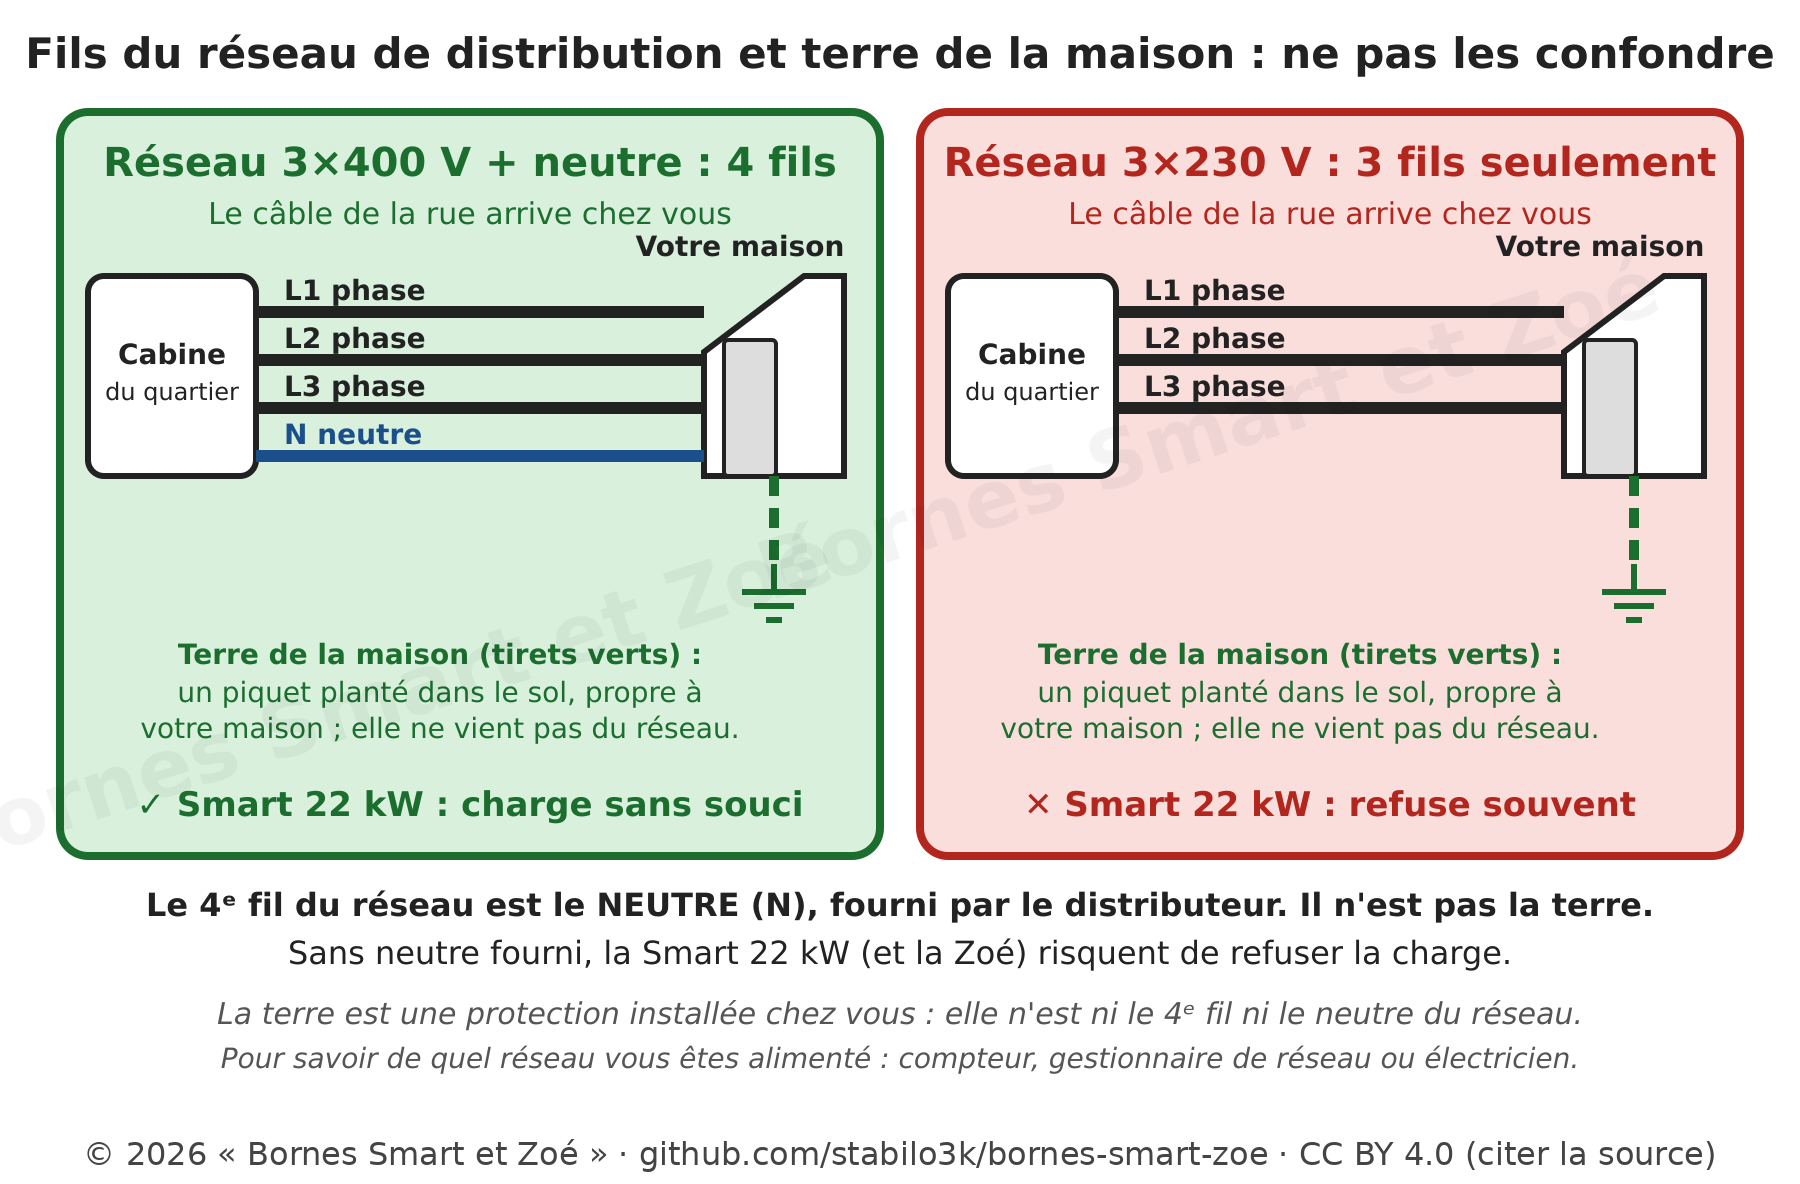 Fils du réseau de distribution et terre de la maison : ne pas les confondre
Réseau 3×400 V + neutre : 4 fils
Le câble de la rue arrive chez vous
Votre maison
Cabine
du quartier
L1 phase
L2 phase
L3 phase
N neutre
Terre de la maison (tirets verts) :
un piquet planté dans le sol, propre à
votre maison ; elle ne vient pas du réseau.
✓ Smart 22 kW : charge sans souci
Réseau 3×230 V : 3 fils seulement
Le câble de la rue arrive chez vous
Votre maison
Cabine
du quartier
L1 phase
L2 phase
L3 phase
Terre de la maison (tirets verts) :
un piquet planté dans le sol, propre à
votre maison ; elle ne vient pas du réseau.
✕ Smart 22 kW : refuse souvent
Bornes Smart et Zoé
Bornes Smart et Zoé
Le 4ᵉ fil du réseau est le NEUTRE (N), fourni par le distributeur. Il n'est pas la terre.
Sans neutre fourni, la Smart 22 kW (et la Zoé) risquent de refuser la charge.
La terre est une protection installée chez vous : elle n'est ni le 4ᵉ fil ni le neutre du réseau.
Pour savoir de quel réseau vous êtes alimenté : compteur, gestionnaire de réseau ou électricien.
© 2026 « Bornes Smart et Zoé » · github.com/stabilo3k/bornes-smart-zoe · CC BY 4.0 (citer la source)